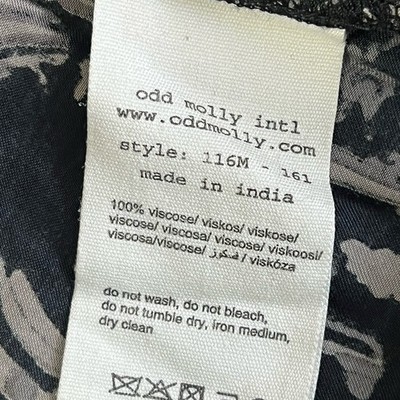 odd molly intl
www.oddmolly.com
style: 116M - 161
made in india
100% viscose/ viskos/ viskose/
viscose/ viscosa/ viscose/ viskoosi/
viscosa/viscose/ فسكوز / viskóza
do not wash, do not bleach,
do not tumble dry, iron medium,
dry clean